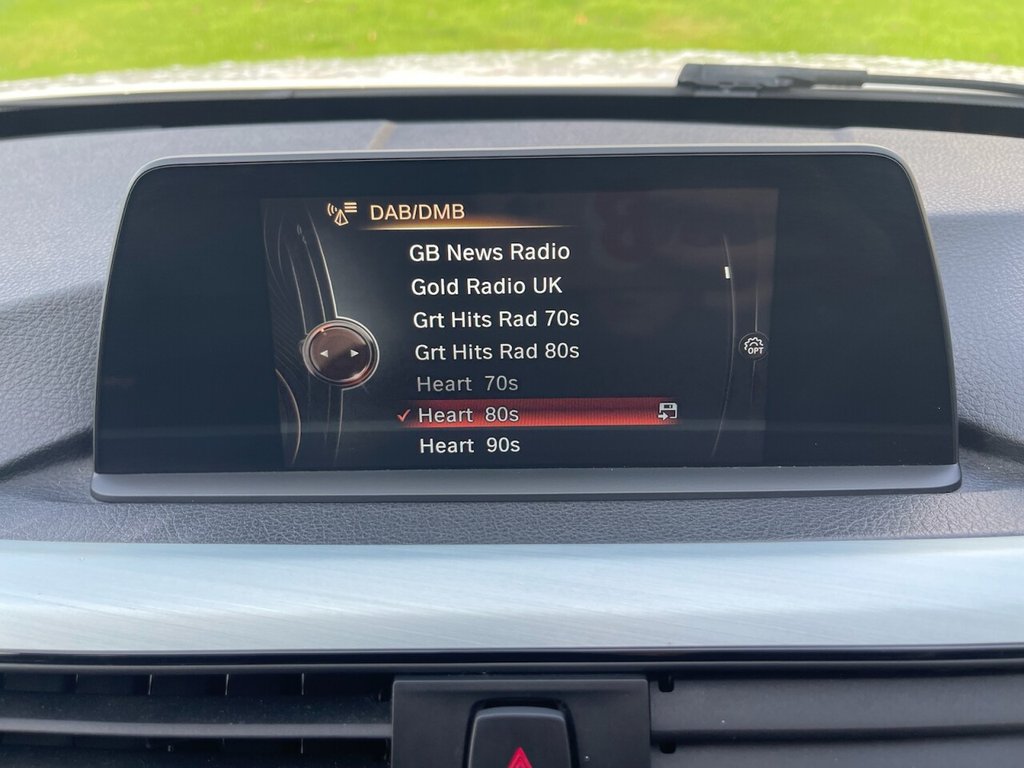 DAB/DMB
GB News Radio
Gold Radio UK
Grt Hits Rad 70s
OPT
Grt Hits Rad 80s
Heart 70s
Heart 80s
Heart 90s